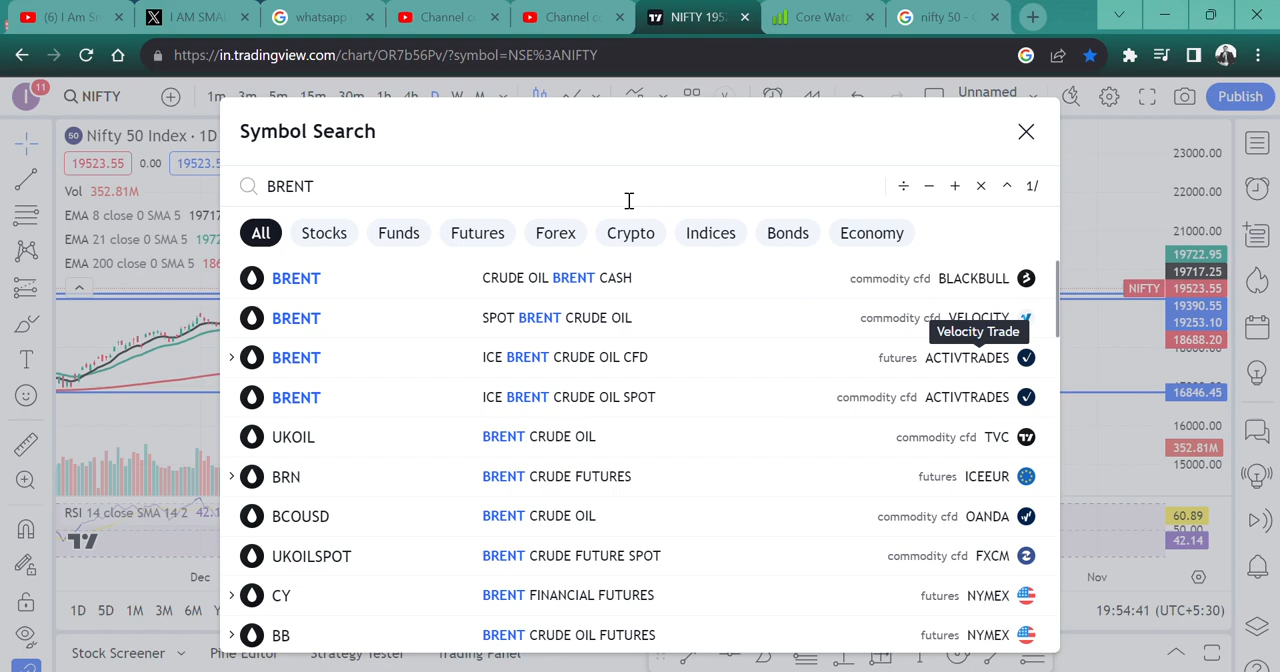 (6) I Am Sn
I AM SMAI
whatsapp
Channel c
Channel c
NIFTY 195
Core Wat
nifty 50 - G
https://in.tradingview.com/chart/OR7b56Pv/?symbol=NSE%3ANIFTY
I
11
NIFTY
1m 3m 5m 15m 30m 1h 4h D W M
Unnamed
Publish
50 Nifty 50 Index · 1D
19523.55 0.00 19523.5
Vol 352.81M
EMA 8 close 0 SMA 5 19717
EMA 21 close 0 SMA 5 1972
EMA 200 close 0 SMA 5 186
Symbol Search
BRENT
÷ − + × 1/
All
Stocks
Funds
Futures
Forex
Crypto
Indices
Bonds
Economy
BRENT CRUDE OIL BRENT CASH commodity cfd BLACKBULL
BRENT SPOT BRENT CRUDE OIL commodity cfd VELOCITY
Velocity Trade
BRENT ICE BRENT CRUDE OIL CFD futures ACTIVTRADES
BRENT ICE BRENT CRUDE OIL SPOT commodity cfd ACTIVTRADES
UKOIL BRENT CRUDE OIL commodity cfd TVC
BRN BRENT CRUDE FUTURES futures ICEEUR
BCOUSD BRENT CRUDE OIL commodity cfd OANDA
UKOILSPOT BRENT CRUDE FUTURE SPOT commodity cfd FXCM
CY BRENT FINANCIAL FUTURES futures NYMEX
BB BRENT CRUDE OIL FUTURES futures NYMEX
23000.00
22000.00
21000.00
19722.95
19717.25
NIFTY 19523.55
19390.55
19253.10
18688.20
16846.45
16000.00
352.81M
15000.00
RSI 14 close SMA 14 2 42.1
60.89
50.00
42.14
Dec
Nov
1D 5D 1M 3M 6M Y
19:54:41 (UTC+5:30)
Stock Screener
Pine Editor
Strategy Tester
Trading Panel